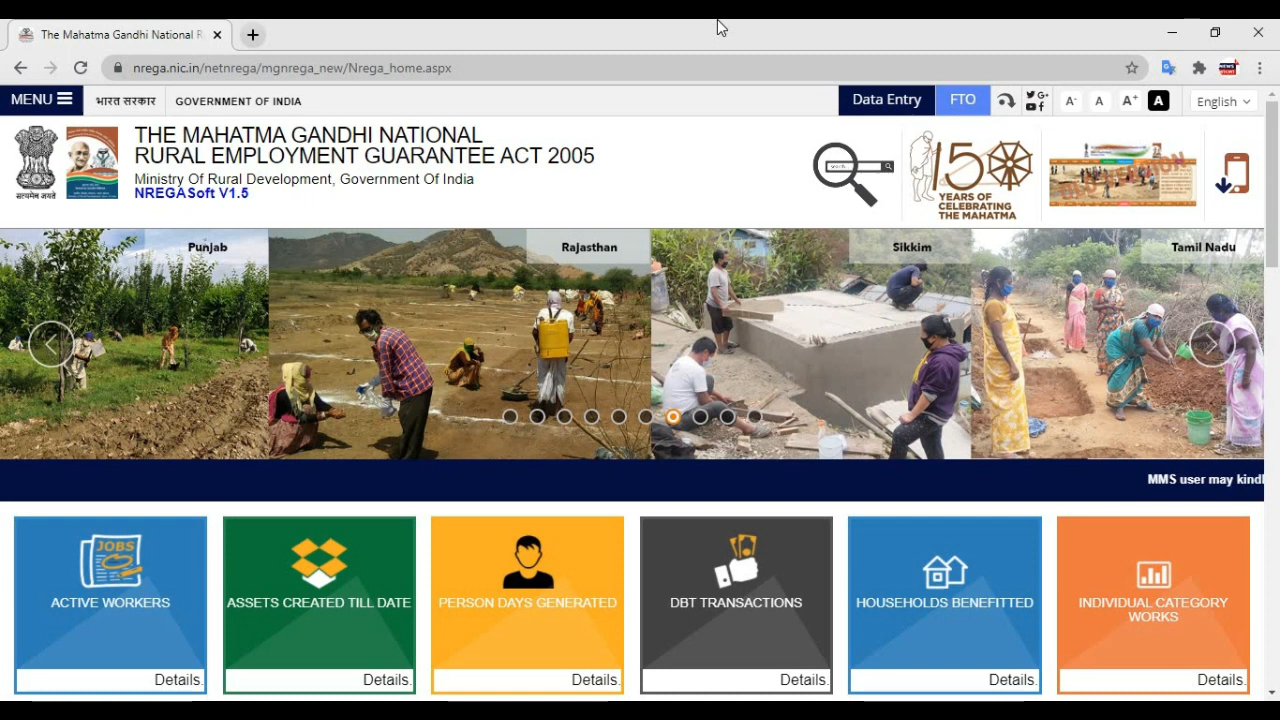 The Mahatma Gandhi National R
nrega.nic.in/netnrega/mgnrega_new/Nrega_home.aspx
MENU भारत सरकार GOVERNMENT OF INDIA Data Entry FTO A- A A+ A English
THE MAHATMA GANDHI NATIONAL
RURAL EMPLOYMENT GUARANTEE ACT 2005
Ministry Of Rural Development, Government Of India
NREGASoft V1.5
सत्यमेव जयते
150
YEARS OF
CELEBRATING
THE MAHATMA
Punjab Rajasthan Sikkim Tamil Nadu
MMS user may kindl
JOBS
ACTIVE WORKERS ASSETS CREATED TILL DATE PERSON DAYS GENERATED DBT TRANSACTIONS HOUSEHOLDS BENEFITTED INDIVIDUAL CATEGORY
WORKS
Details. Details. Details. Details. Details. Details.